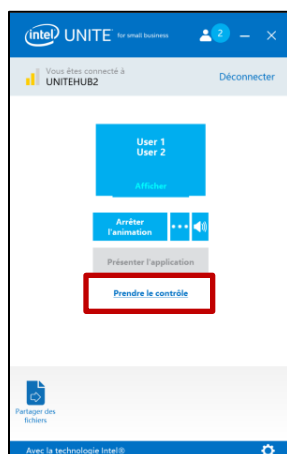 intel UNITE™ for small business 2
Vous êtes connecté à
UNITEHUB2
Déconnecter
User 1
User 2
Afficher
Arrêter
l'animation
Présenter l'application
Prendre le contrôle
Partager des
fichiers
Avec la technologie Intel®